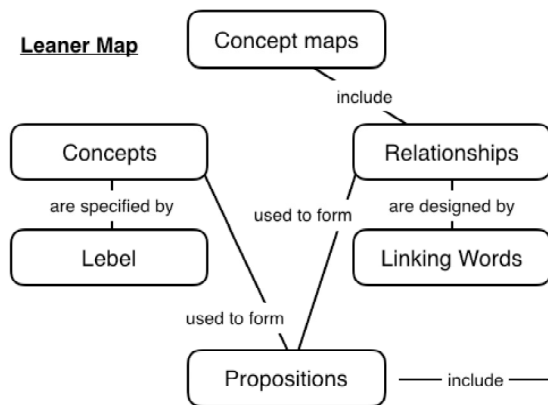 Leaner Map
Concept maps
include
Concepts
Relationships
are specified by
used to form
are designed by
Lebel
Linking Words
used to form
Propositions
include